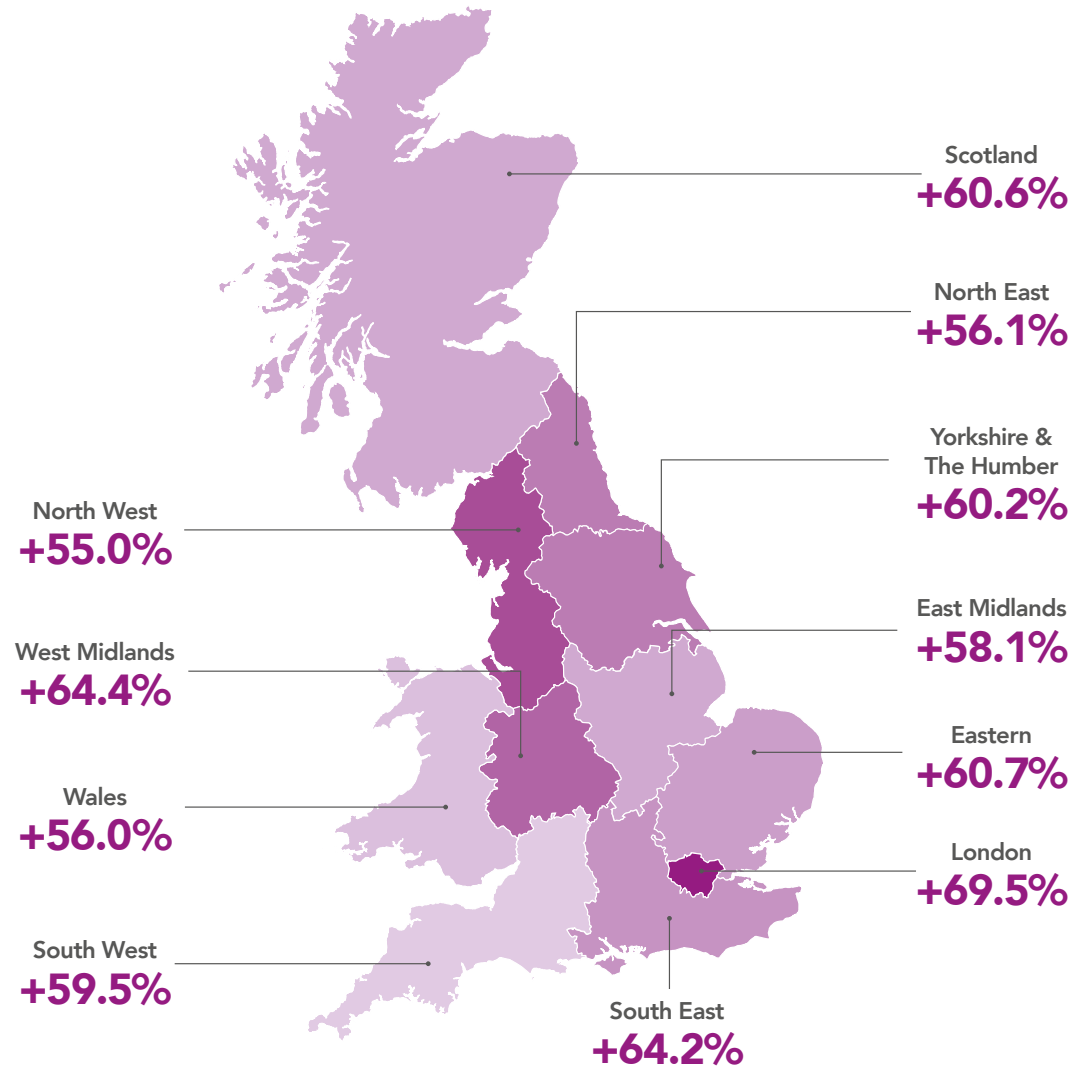 Scotland
+60.6%
North East
+56.1%
Yorkshire &
The Humber
+60.2%
North West
+55.0%
East Midlands
+58.1%
West Midlands
+64.4%
Eastern
+60.7%
Wales
+56.0%
London
+69.5%
South West
+59.5%
South East
+64.2%